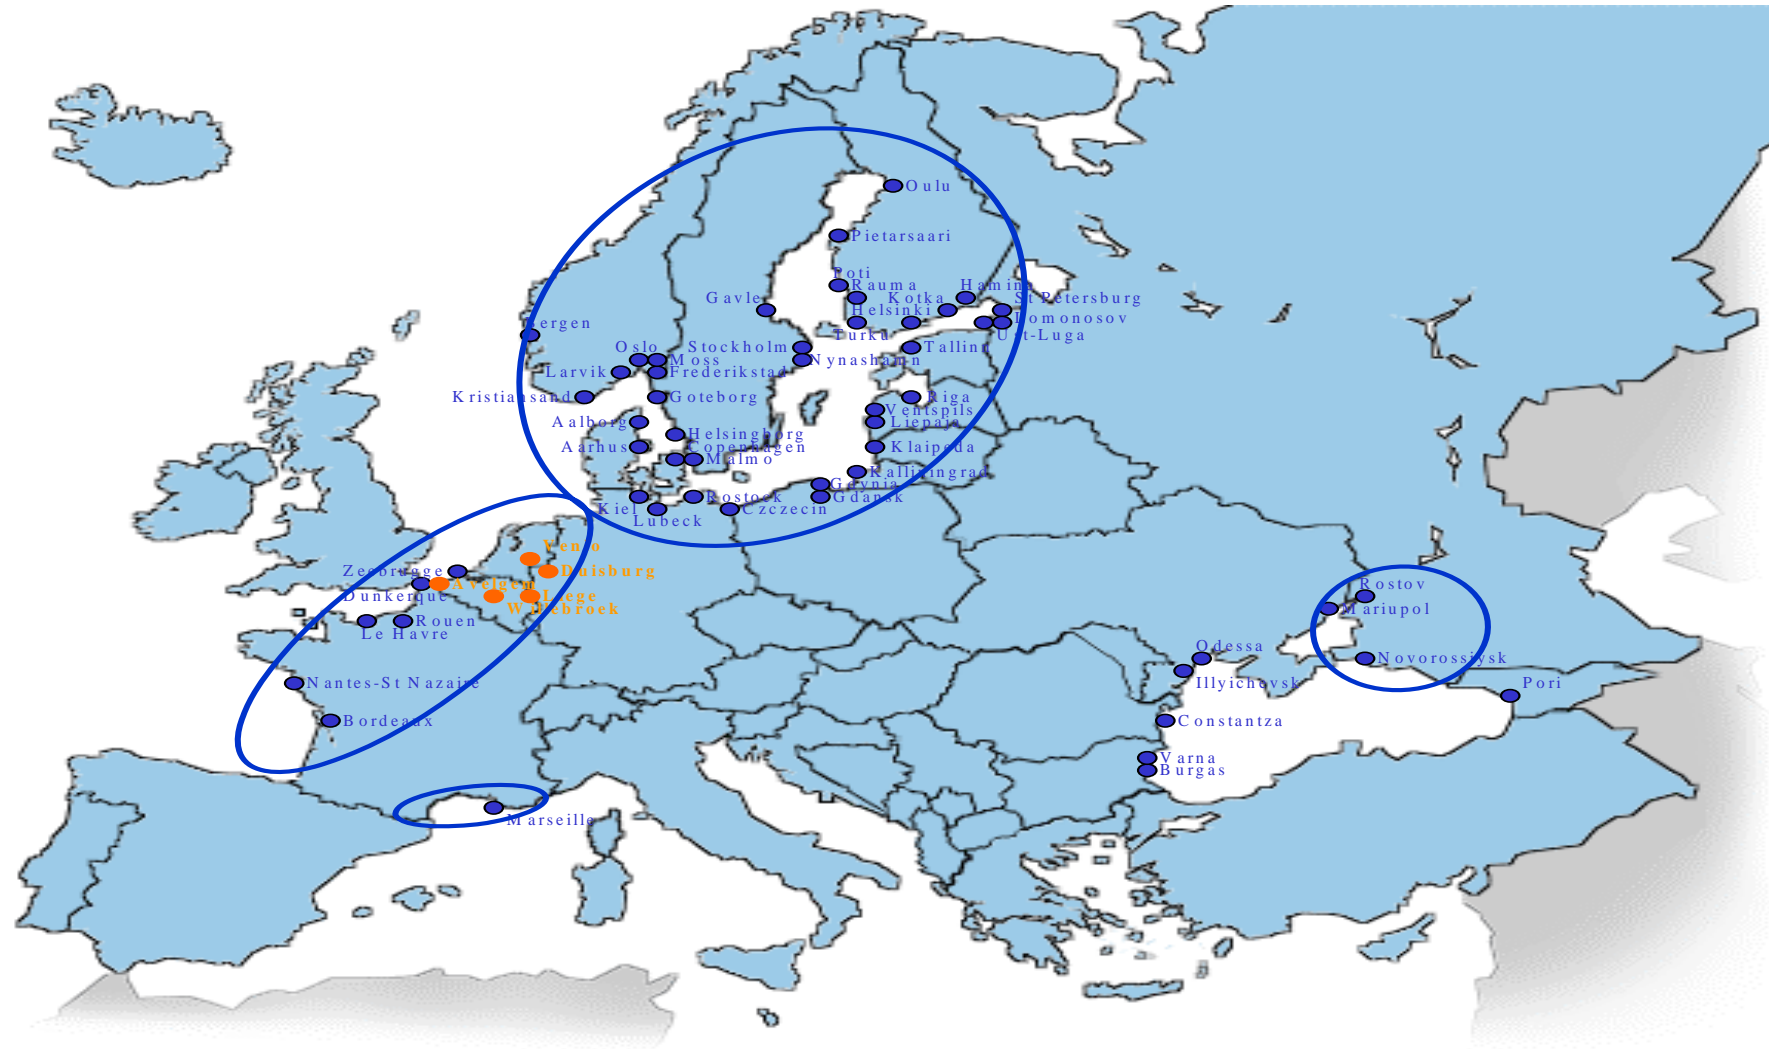 Oulu
Pietarsaari
Poti
Rauma
Hamina
Gavle
Kotka
St Petersburg
Helsinki
Lomonosov
Bergen
Turku
Ust-Luga
Oslo
Stockholm
Tallinn
Moss
Nynashamn
Larvik
Frederikstad
Kristiansand
Goteborg
Riga
Ventspils
Aalborg
Liepaja
Helsingborg
Aarhus
Copenhagen
Klaipeda
Malmo
Kalliningrad
Gdynia
Rostock
Gdansk
Kiel
Czczecin
Lubeck
Venlo
Zeebrugge
Duisburg
Avelgem
Rostov
Dunkerque
Liege
Willebroek
Mariupol
Rouen
Le Havre
Odessa
Novorossiysk
Nantes-St Nazaire
Illyichevsk
Pori
Bordeaux
Constantza
Varna
Burgas
Marseille